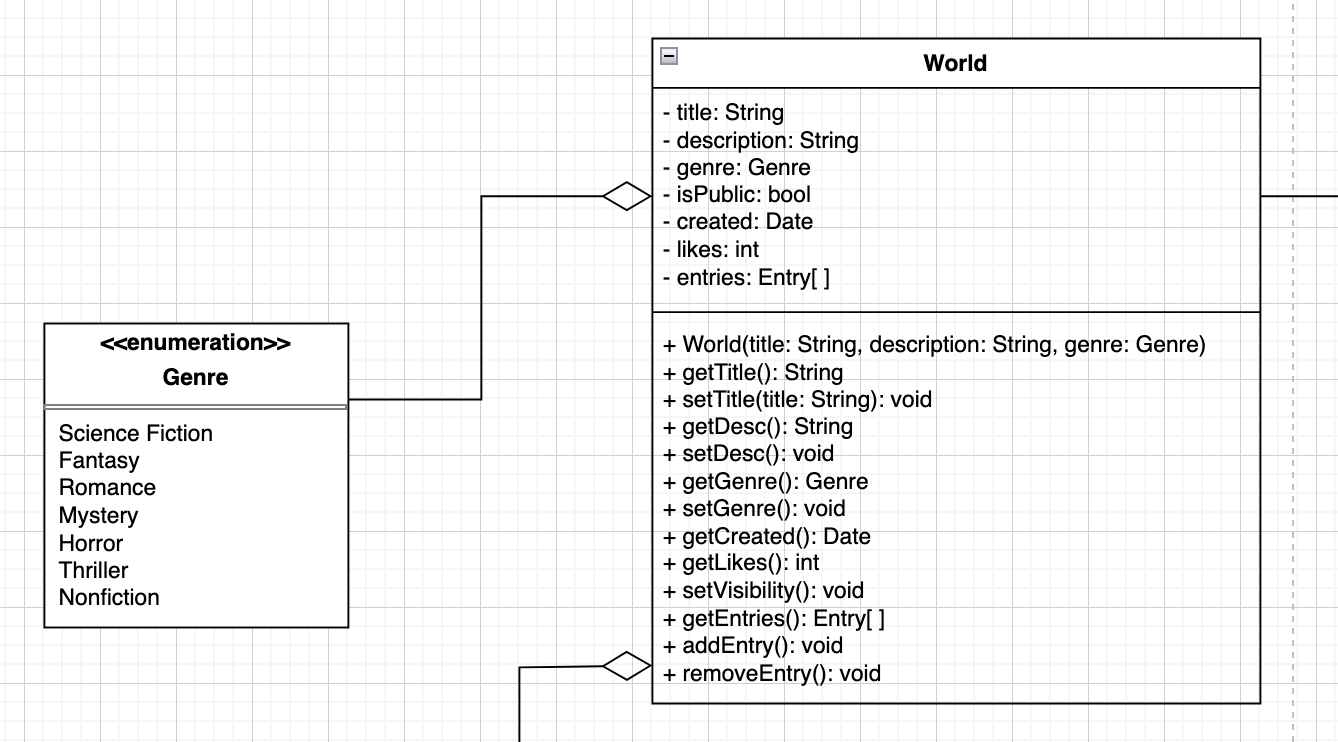 World
- title: String
- description: String
- genre: Genre
- isPublic: bool
- created: Date
- likes: int
- entries: Entry[ ]
+ World(title: String, description: String, genre: Genre)
+ getTitle(): String
+ setTitle(title: String): void
+ getDesc(): String
+ setDesc(): void
+ getGenre(): Genre
+ setGenre(): void
+ getCreated(): Date
+ getLikes(): int
+ setVisibility(): void
+ getEntries(): Entry[ ]
+ addEntry(): void
+ removeEntry(): void
<<enumeration>>
Genre
Science Fiction
Fantasy
Romance
Mystery
Horror
Thriller
Nonfiction